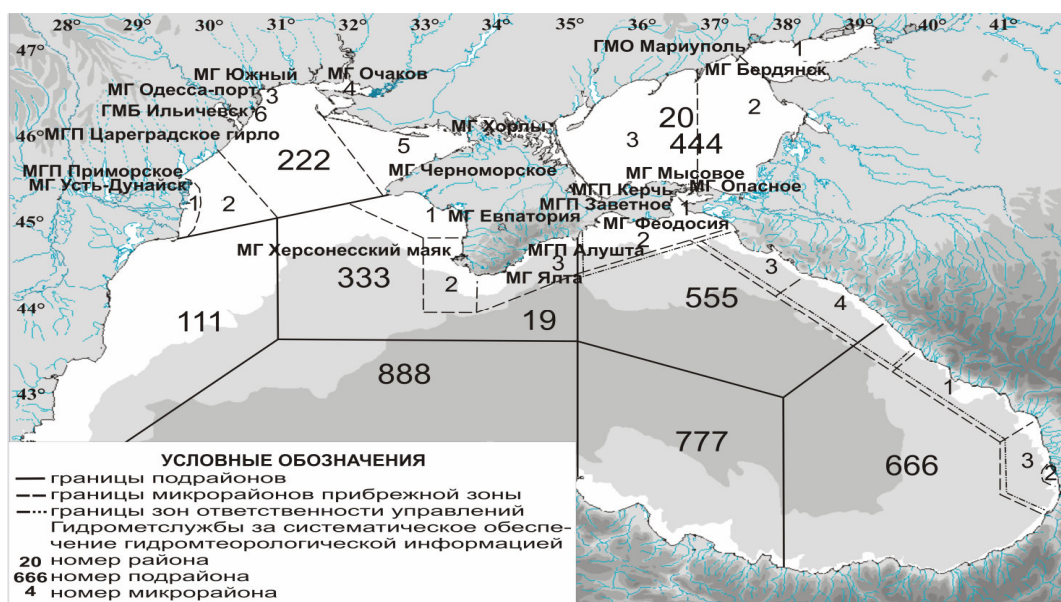 28° 29° 30° 31° 32° 33° 34° 35° 36° 37° 38° 39° 40° 41°
47°
ГМО Мариуполь 1
МГ Южный МГ Очаков
МГ Бердянск
МГ Одесса-порт 3 4
ГМБ Ильичевск 6
20 2
46°
МГП Цареградское гирло
5 МГ Хорлы
3 444
222
МГП Приморское
МГ Черноморское
МГ Мысовое
МГ Усть-Дунайск
МГП Керчь МГ Опасное
1 2
МГП Заветное 1
45°
1 МГ Евпатория
МГ Феодосия
МГ Херсонесский маяк
МГП Алушта 2
3
МГ Ялта
3
333 2 555
4
44°
111 19
888
43°
1
777 666
3 2
УСЛОВНЫЕ ОБОЗНАЧЕНИЯ
границы подрайонов
границы микрорайонов прибрежной зоны
границы зон ответственности управлений
Гидрометслужбы за систематическое обеспе-
чение гидромтеорологической информацией
20 номер района
666 номер подрайона
4 номер микрорайона